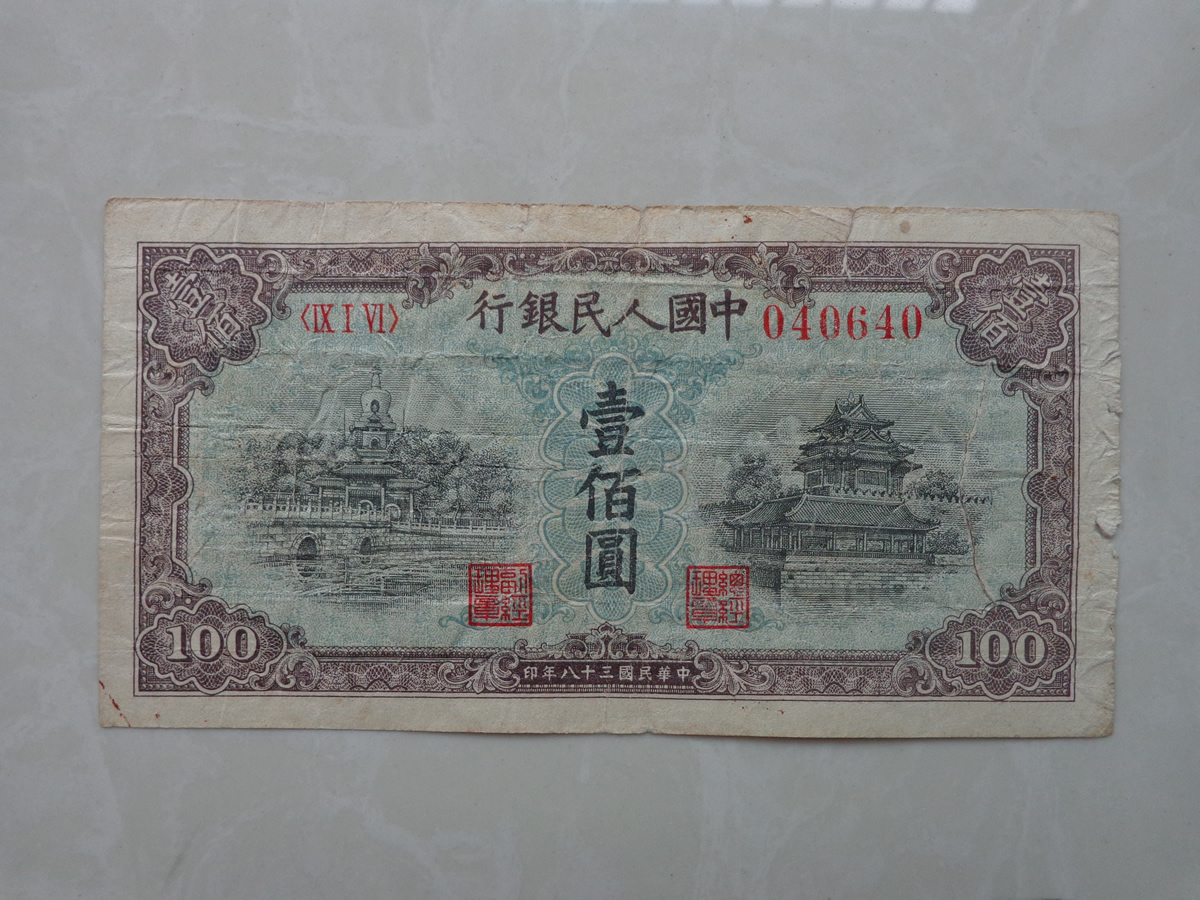 壹佰
壹佰
中國人民銀行
〈IX I VI〉
040640
壹佰圓
副經理章
總經理章
100
100
中華民國三十八年印